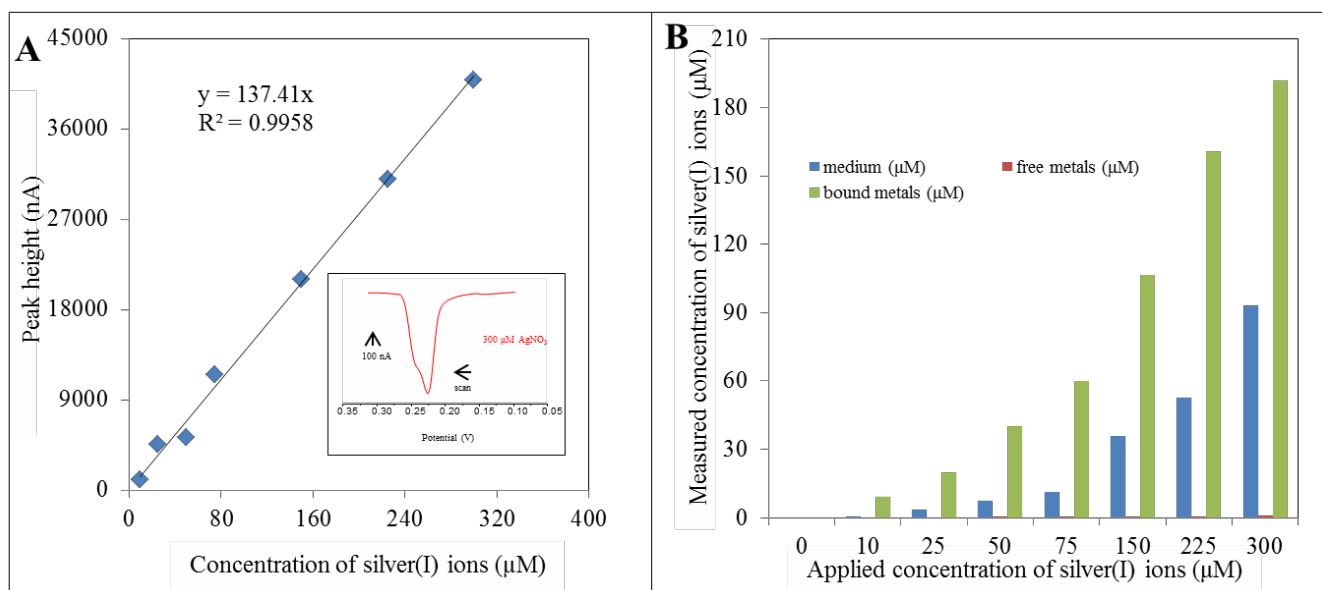 A
45000
36000
27000
18000
9000
0
Peak height (nA)
y = 137.41x
R² = 0.9958
300 μM AgNO₃
100 nA
scan
0.35 0.30 0.25 0.20 0.15 0.10 0.05
Potential (V)
0 80 160 240 320 400
Concentration of silver(I) ions (μM)
B
210
180
150
120
90
60
30
0
Measured concentration of silver(I) ions (μM)
medium (μM) free metals (μM)
bound metals (μM)
0 10 25 50 75 150 225 300
Applied concentration of silver(I) ions (μM)